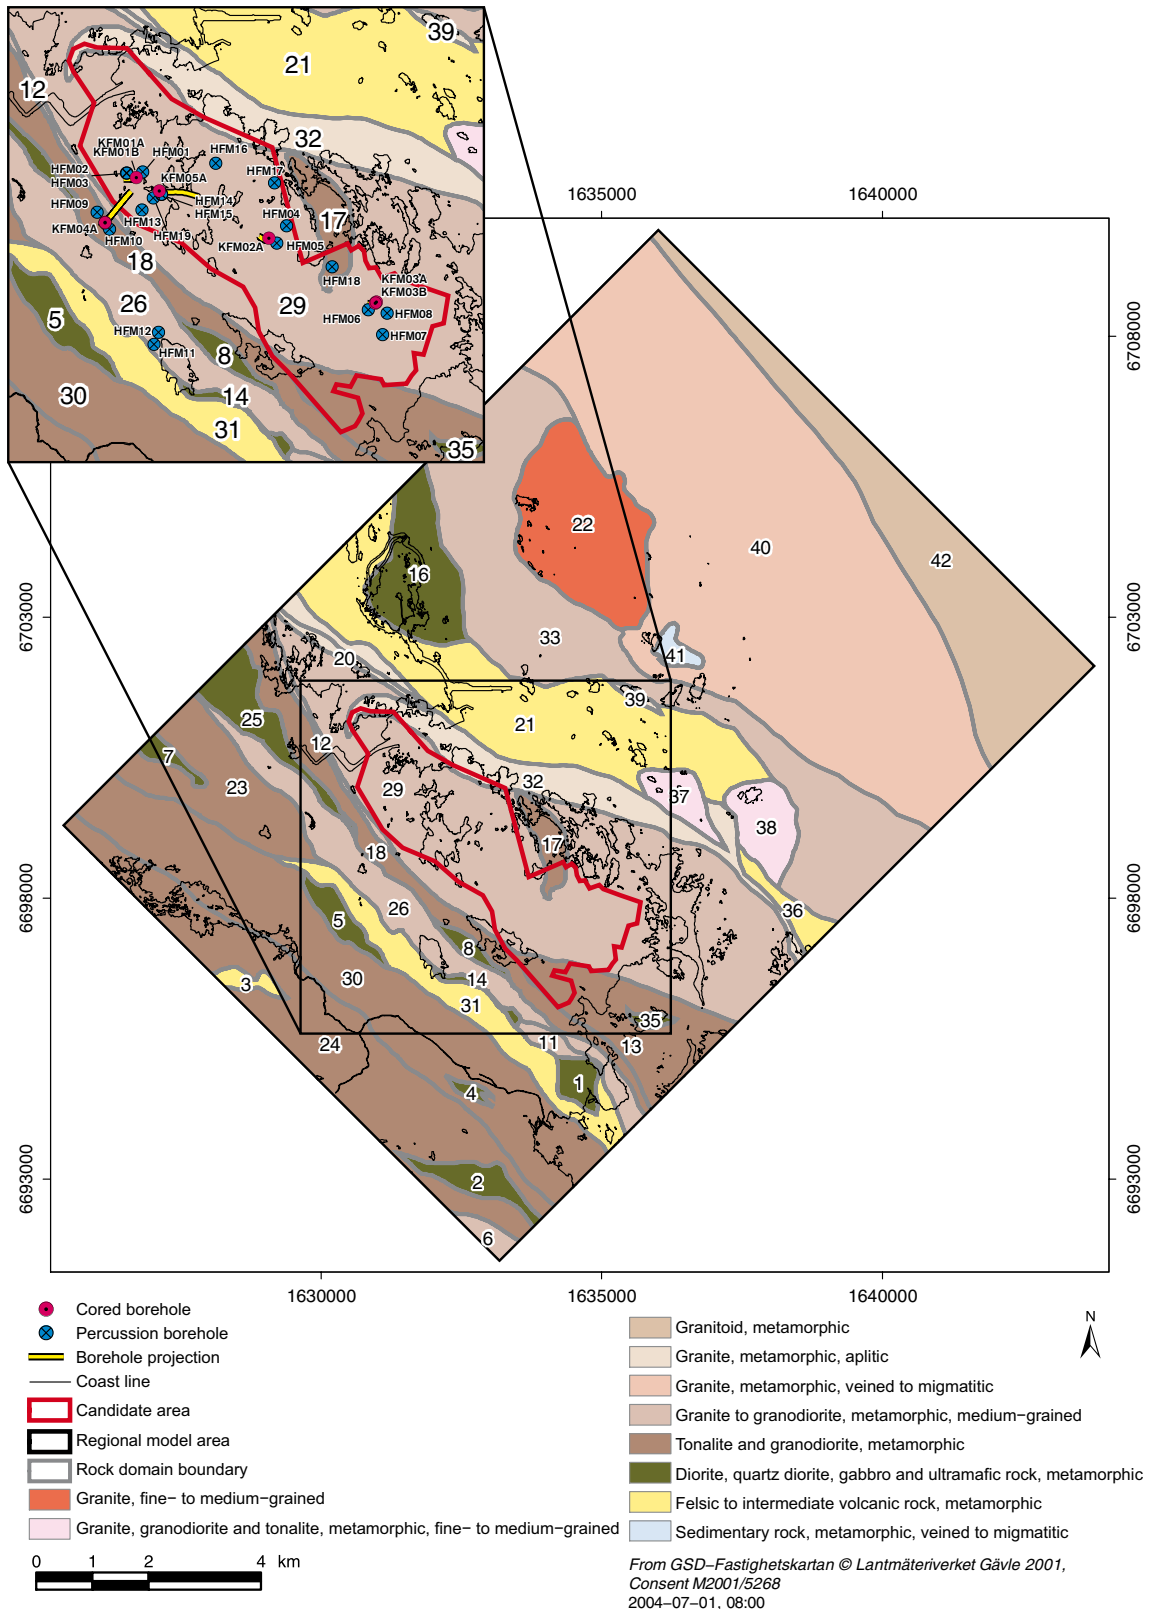 39
21
12
32
KFM01A
KFM01B
HFM01
HFM16
HFM02
HFM03
KFM05A
HFM17
HFM09
HFM14
HFM15
HFM04
17
KFM04A
HFM13
HFM10
HFM19
KFM02A
HFM05
18
HFM18
KFM03A
KFM03B
26
29
HFM06
HFM08
5
HFM12
HFM11
HFM07
8
30
14
31
35
1635000
1640000
6708000
6708000
22
40
42
16
6703000
6703000
33
41
20
39
25
21
12
7
23
29
32
37
17
38
18
6698000
6698000
26
36
5
8
3
30
14
31
35
24
11
13
1
4
6693000
6693000
2
6
1630000
1635000
1640000
Cored borehole
Percussion borehole
Borehole projection
Coast line
Candidate area
Regional model area
Rock domain boundary
Granite, fine− to medium−grained
Granite, granodiorite and tonalite, metamorphic, fine− to medium−grained
0 1 2 4 km
Granitoid, metamorphic
Granite, metamorphic, aplitic
Granite, metamorphic, veined to migmatitic
Granite to granodiorite, metamorphic, medium−grained
Tonalite and granodiorite, metamorphic
Diorite, quartz diorite, gabbro and ultramafic rock, metamorphic
Felsic to intermediate volcanic rock, metamorphic
Sedimentary rock, metamorphic, veined to migmatitic
N
From GSD−Fastighetskartan © Lantmäteriverket Gävle 2001,
Consent M2001/5268
2004−07−01, 08:00